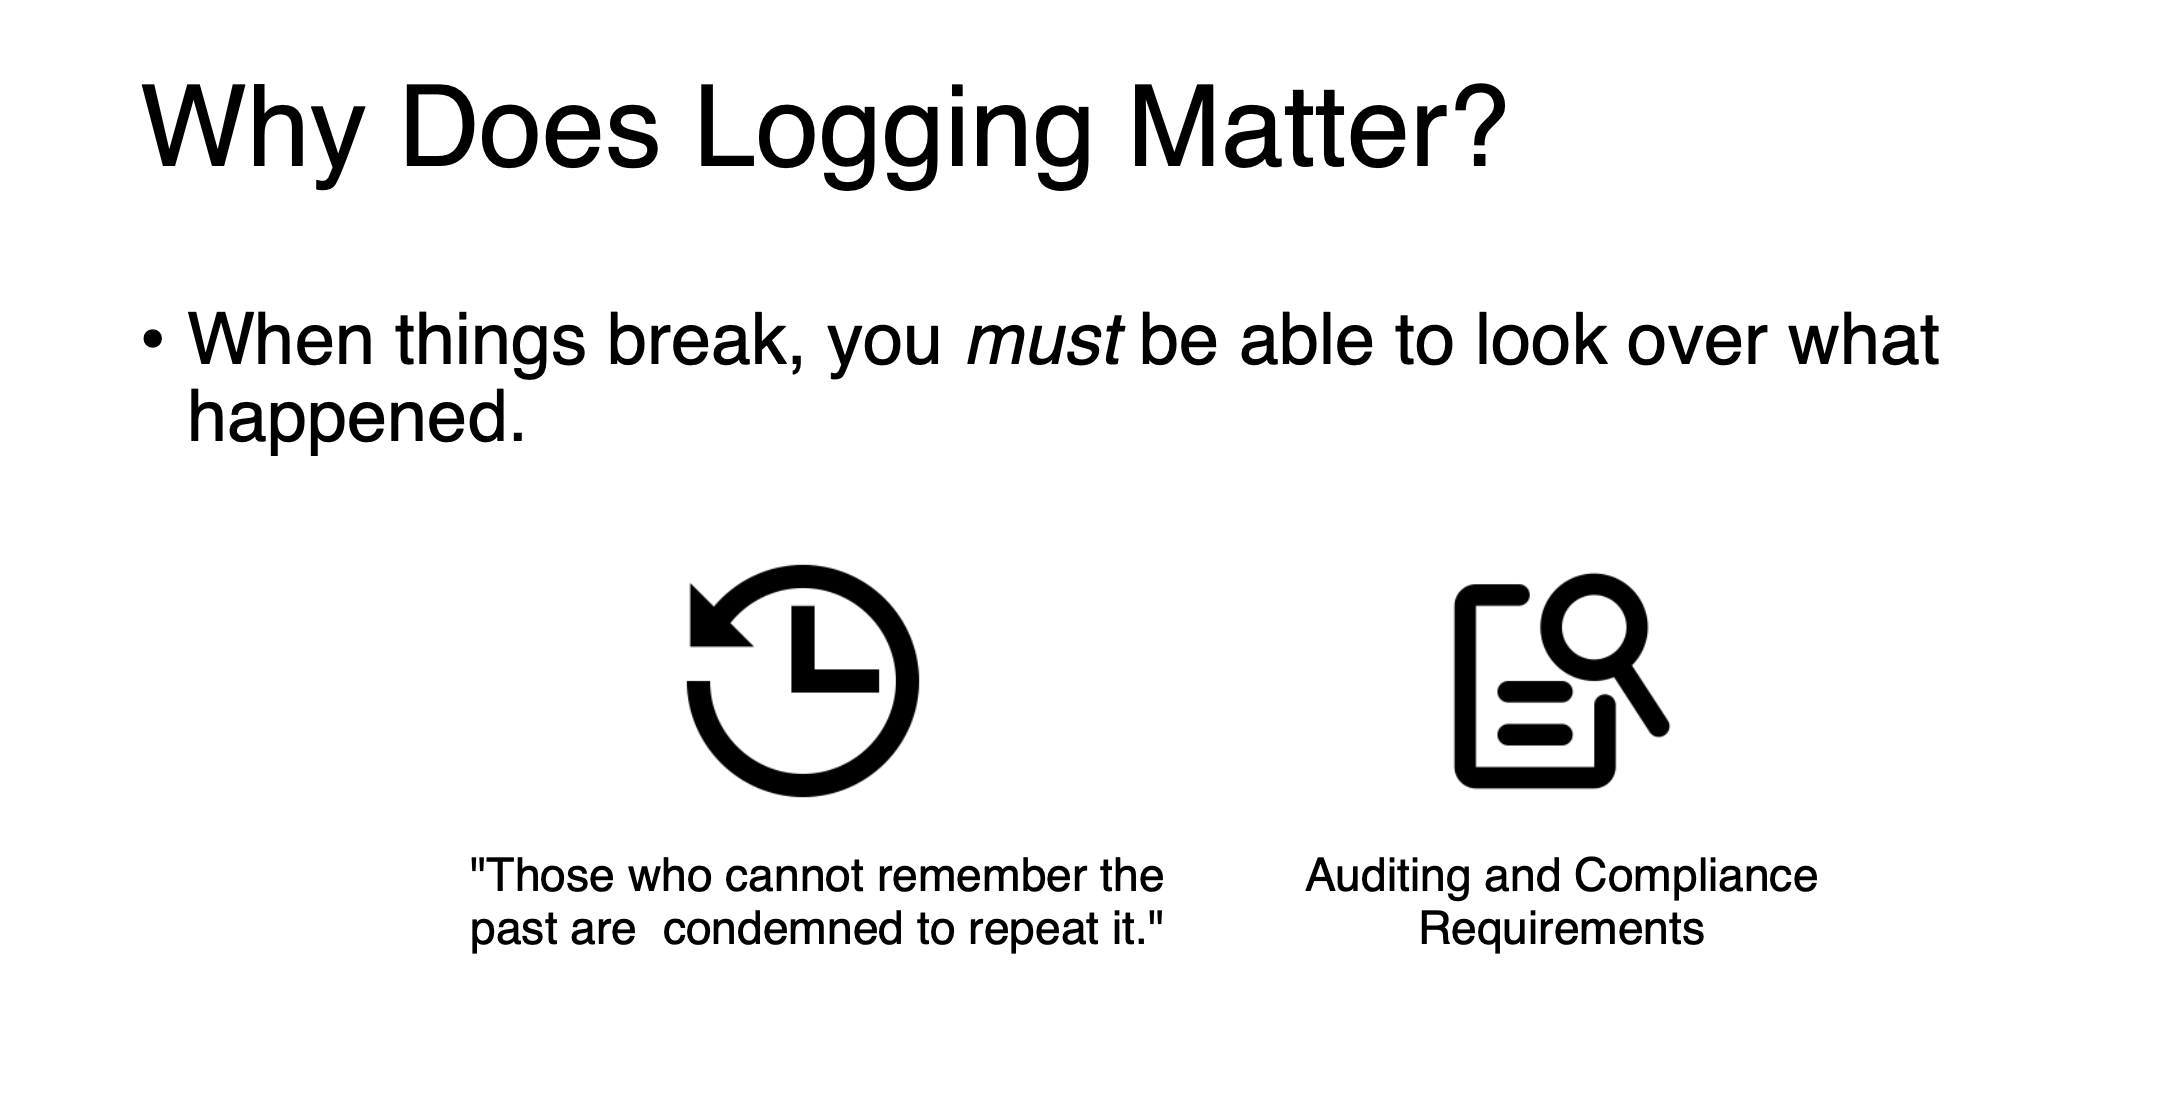 Why Does Logging Matter?
• When things break, you must be able to look over what
happened.
"Those who cannot remember the
past are  condemned to repeat it."
Auditing and Compliance
Requirements